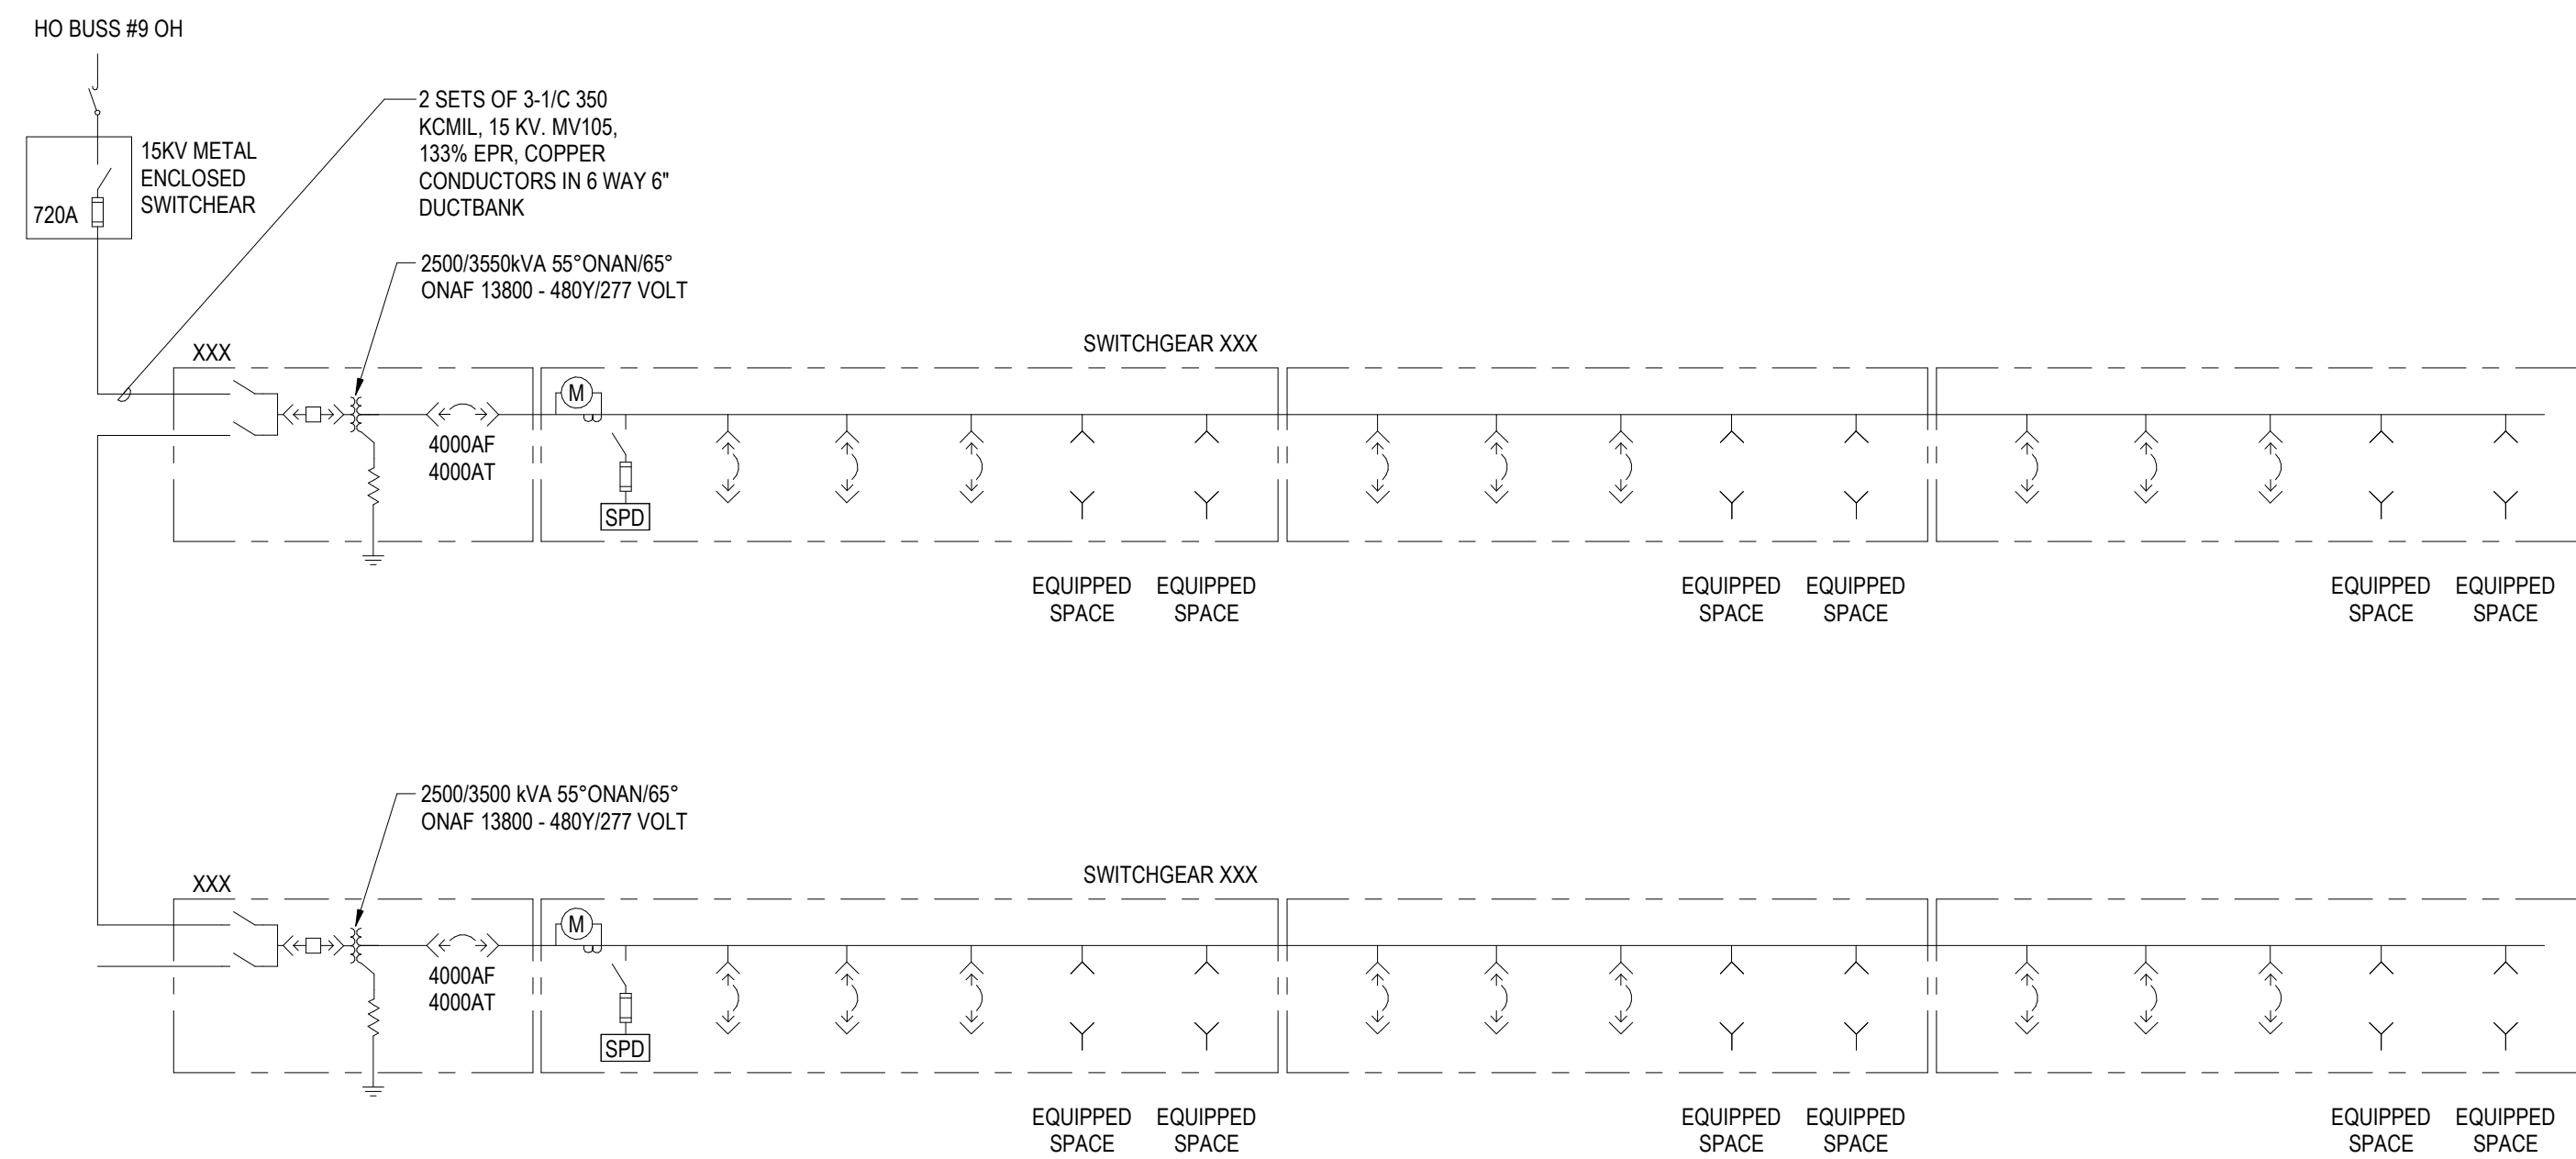 HO BUSS #9 OH
2 SETS OF 3-1/C 350
KCMIL, 15 KV. MV105,
133% EPR, COPPER
CONDUCTORS IN 6 WAY 6"
DUCTBANK
15KV METAL
ENCLOSED
SWITCHEAR
720A
2500/3550kVA 55°ONAN/65°
ONAF 13800 - 480Y/277 VOLT
XXX
SWITCHGEAR XXX
M
4000AF
4000AT
SPD
EQUIPPED
SPACE
EQUIPPED
SPACE
EQUIPPED
SPACE
EQUIPPED
SPACE
EQUIPPED
SPACE
EQUIPPED
SPACE
2500/3500 kVA 55°ONAN/65°
ONAF 13800 - 480Y/277 VOLT
XXX
SWITCHGEAR XXX
M
4000AF
4000AT
SPD
EQUIPPED
SPACE
EQUIPPED
SPACE
EQUIPPED
SPACE
EQUIPPED
SPACE
EQUIPPED
SPACE
EQUIPPED
SPACE